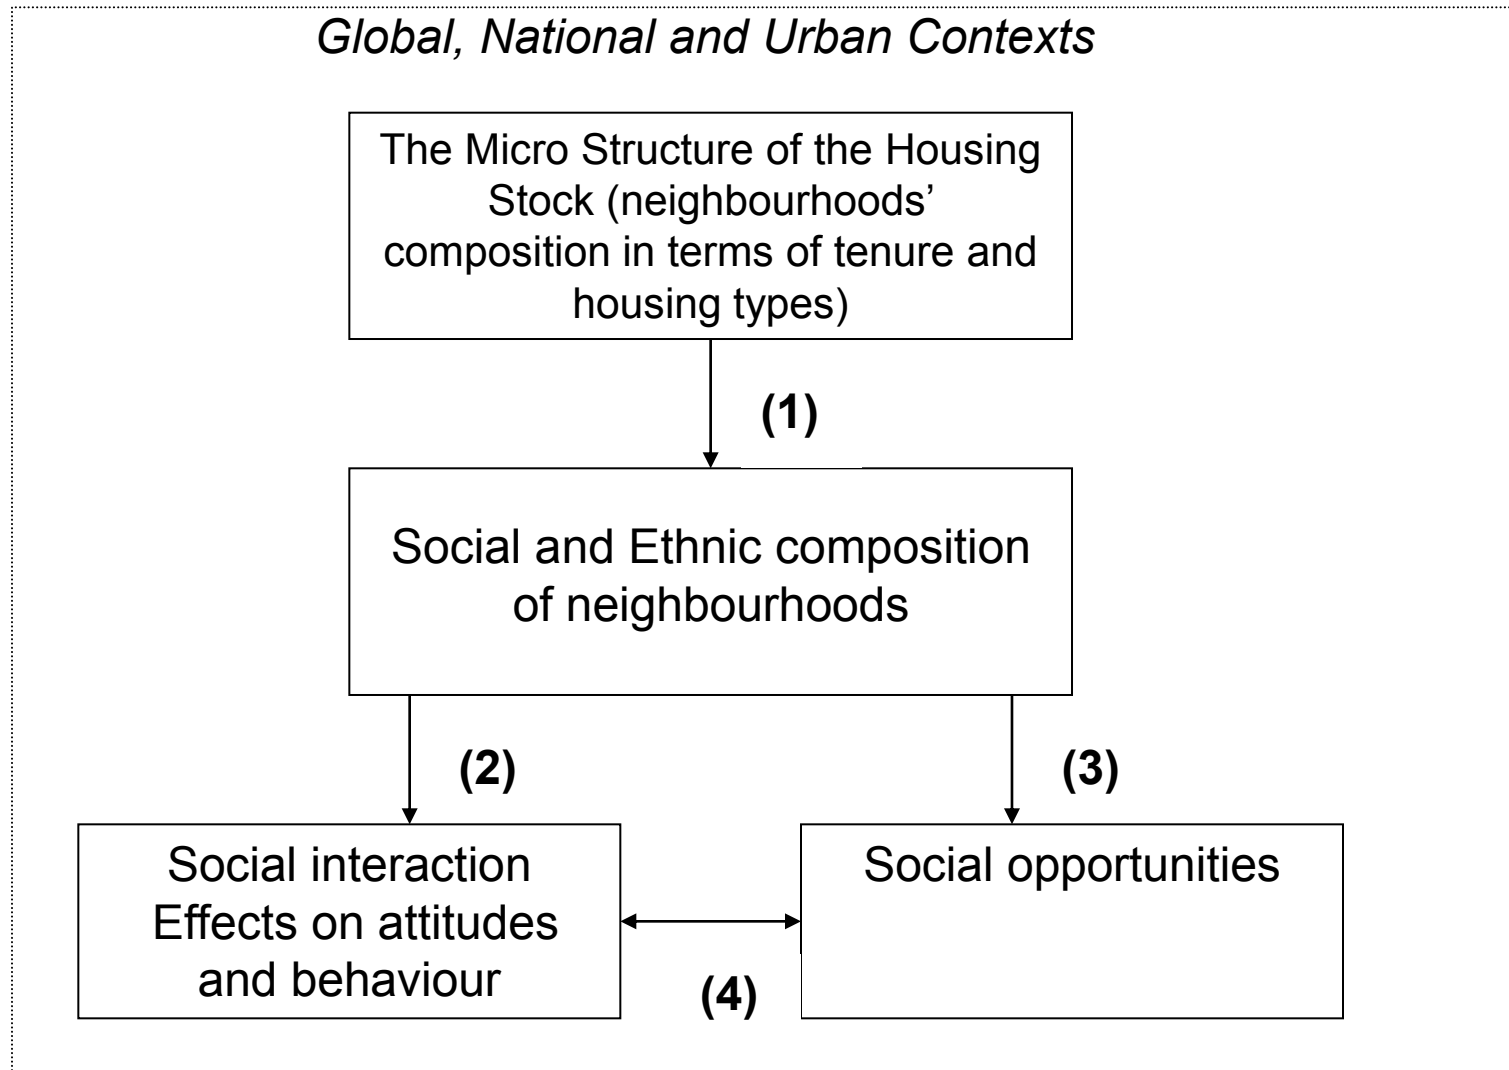 Global, National and Urban Contexts
The Micro Structure of the Housing
Stock (neighbourhoods’
composition in terms of tenure and
housing types)
(1)
Social and Ethnic composition
of neighbourhoods
(2)
(3)
Social interaction
Effects on attitudes
and behaviour
Social opportunities
(4)